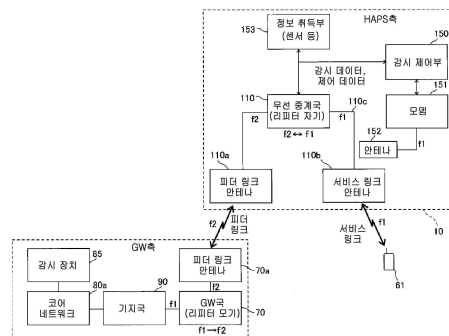 HAPS측
153
정보 취득부
(센서 등)
150
감시 제어부
감시 데이터,
제어 데이터
151
모뎀
110
무선 중계국
(리피터 자기)
f2↔f1
110c
f2
f1
152
안테나
f1
110a
피더 링크
안테나
110b
서비스 링크
안테나
f2
피더
링크
서비스
링크
f1
10
61
GW측
85
감시 장치
80a
코어
네트워크
90
기지국
f1
피더 링크
안테나
70a
f2
GW국
(리피터 모기)
70
f1→f2